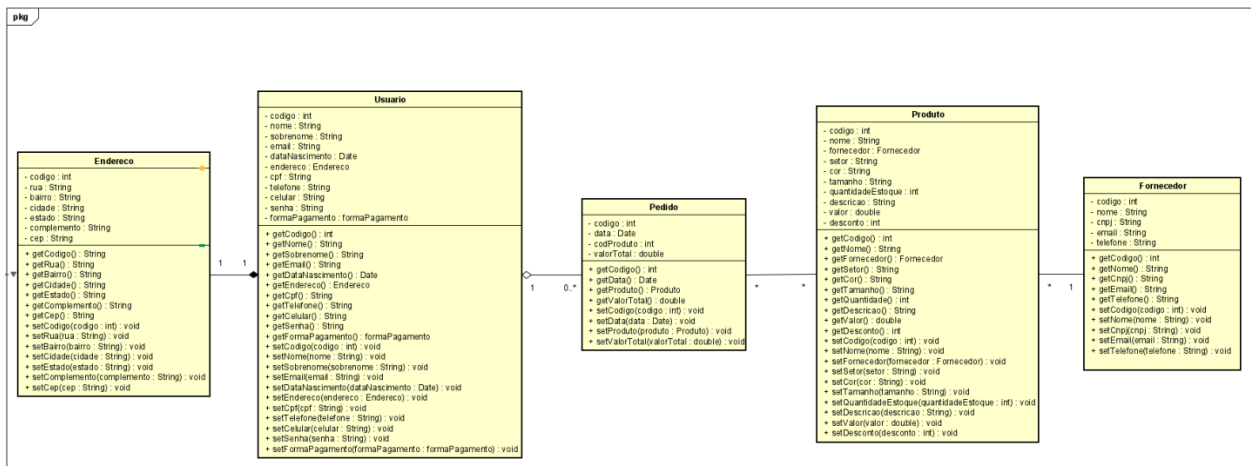 pkg
Endereco
- codigo : int
- rua : String
- bairro : String
- cidade : String
- estado : String
- complemento : String
- cep : String
+ getCodigo() : String
+ getRua() : String
+ getBairro() : String
+ getCidade() : String
+ getEstado() : String
+ getComplemento() : String
+ getCep() : String
+ setCodigo(codigo : int) : void
+ setRua(rua : String) : void
+ setBairro(bairro : String) : void
+ setCidade(cidade : String) : void
+ setEstado(estado : String) : void
+ setComplemento(complemento : String) : void
+ setCep(cep : String) : void
1
1
Usuario
- codigo : int
- nome : String
- sobrenome : String
- email : String
- dataNascimento : Date
- endereco : Endereco
- cpf : String
- telefone : String
- celular : String
- senha : String
- formaPagamento : formaPagamento
+ getCodigo() : int
+ getNome() : String
+ getSobrenome() : String
+ getEmail() : String
+ getDataNascimento() : Date
+ getEndereco() : Endereco
+ getCpf() : String
+ getTelefone() : String
+ getCelular() : String
+ getSenha() : String
+ getFormaPagamento() : formaPagamento
+ setCodigo(codigo : int) : void
+ setNome(nome : String) : void
+ setSobrenome(sobrenome : String) : void
+ setEmail(email : String) : void
+ setDataNascimento(dataNascimento : Date) : void
+ setEndereco(endereco : Endereco) : void
+ setCpf(cpf : String) : void
+ setTelefone(telefone : String) : void
+ setCelular(celular : String) : void
+ setSenha(senha : String) : void
+ setFormaPagamento(formaPagamento : formaPagamento) : void
1
0..*
Pedido
- codigo : int
- data : Date
- codProduto : int
- valorTotal : double
+ getCodigo() : int
+ getData() : Date
+ getProduto() : Produto
+ getValorTotal() : double
+ setCodigo(codigo : int) : void
+ setData(data : Date) : void
+ setProduto(produto : Produto) : void
+ setValorTotal(valorTotal : double) : void
*
*
Produto
- codigo : int
- nome : String
- fornecedor : Fornecedor
- setor : String
- cor : String
- tamanho : String
- quantidadeEstoque : int
- descricao : String
- valor : double
- desconto : int
+ getCodigo() : int
+ getNome() : String
+ getFornecedor() : Fornecedor
+ getSetor() : String
+ getCor() : String
+ getTamanho() : String
+ getQuantidade() : int
+ getDescricao() : String
+ getValor() : double
+ getDesconto() : int
+ setCodigo(codigo : int) : void
+ setNome(nome : String) : void
+ setFornecedor(fornecedor : Fornecedor) : void
+ setSetor(setor : String) : void
+ setCor(cor : String) : void
+ setTamanho(tamanho : String) : void
+ setQuantidadeEstoque(quantidadeEstoque : int) : void
+ setDescricao(descricao : String) : void
+ setValor(valor : double) : void
+ setDesconto(desconto : int) : void
*
1
Fornecedor
- codigo : int
- nome : String
- cnpj : String
- email : String
- telefone : String
+ getCodigo() : int
+ getNome() : String
+ getCnpj() : String
+ getEmail() : String
+ getTelefone() : String
+ setCodigo(codigo : int) : void
+ setNome(nome : String) : void
+ setCnpj(cnpj : String) : void
+ setEmail(email : String) : void
+ setTelefone(telefone : String) : void